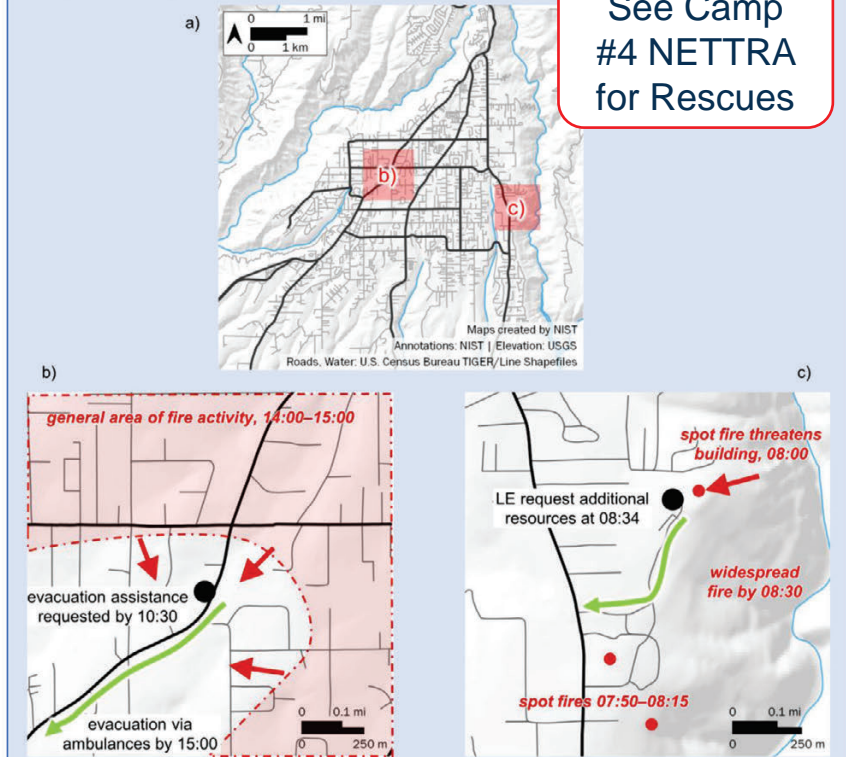 See Camp
#4 NETTRA
for Rescues
a)
0 1 mi
0 1 km
b)
c)
Maps created by NIST
Annotations: NIST | Elevation: USGS
Roads, Water: U.S. Census Bureau TIGER/Line Shapefiles
b)
general area of fire activity, 14:00–15:00
evacuation assistance
requested by 10:30
evacuation via
ambulances by 15:00
0 0.1 mi
0 250 m
c)
spot fire threatens
building, 08:00
LE request additional
resources at 08:34
widespread
fire by 08:30
spot fires 07:50–08:15
0 0.1 mi
0 250 m